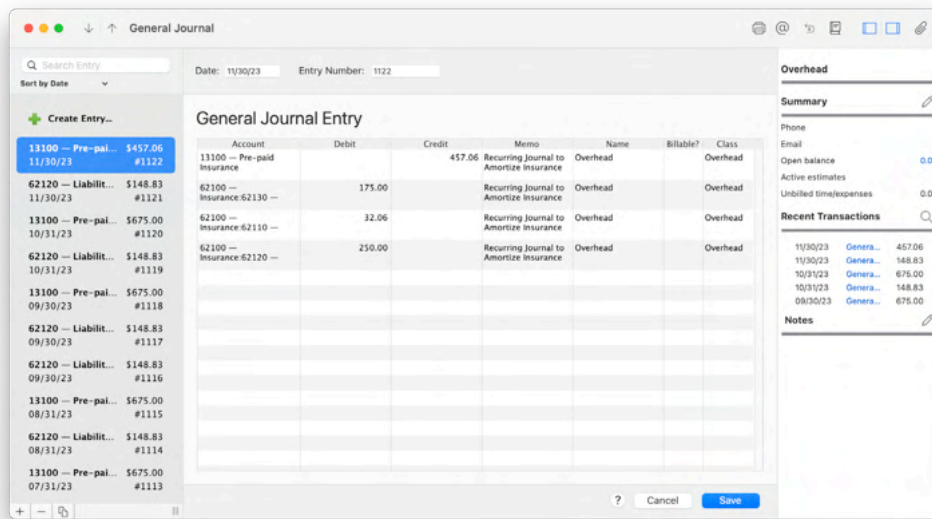 General Journal
Search Entry
Sort by Date
Create Entry...
13100 — Pre-pai... $457.06
11/30/23 #1122
62120 — Liabilit... $148.83
11/30/23 #1121
13100 — Pre-pai... $675.00
10/31/23 #1120
62120 — Liabilit... $148.83
10/31/23 #1119
13100 — Pre-pai... $675.00
09/30/23 #1118
62120 — Liabilit... $148.83
09/30/23 #1117
62120 — Liabilit... $148.83
09/30/23 #1116
13100 — Pre-pai... $675.00
08/31/23 #1115
62120 — Liabilit... $148.83
08/31/23 #1114
13100 — Pre-pai... $675.00
07/31/23 #1113
Date: 11/30/23 Entry Number: 1122
General Journal Entry
Account Debit Credit Memo Name Billable? Class
13100 — Pre-paid 457.06 Recurring Journal to Overhead Overhead
Insurance Amortize Insurance
62100 — 175.00 Recurring Journal to Overhead Overhead
Insurance:62130 — Amortize Insurance
62100 — 32.06 Recurring Journal to Overhead Overhead
Insurance:62110 — Amortize Insurance
62100 — 250.00 Recurring Journal to Overhead Overhead
Insurance:62120 — Amortize Insurance
? Cancel Save
Overhead
Summary
Phone
Email
Open balance 0.0
Active estimates
Unbilled time/expenses 0.0
Recent Transactions
11/30/23 Genera... 457.06
11/30/23 Genera... 148.83
10/31/23 Genera... 675.00
10/31/23 Genera... 148.83
09/30/23 Genera... 675.00
Notes